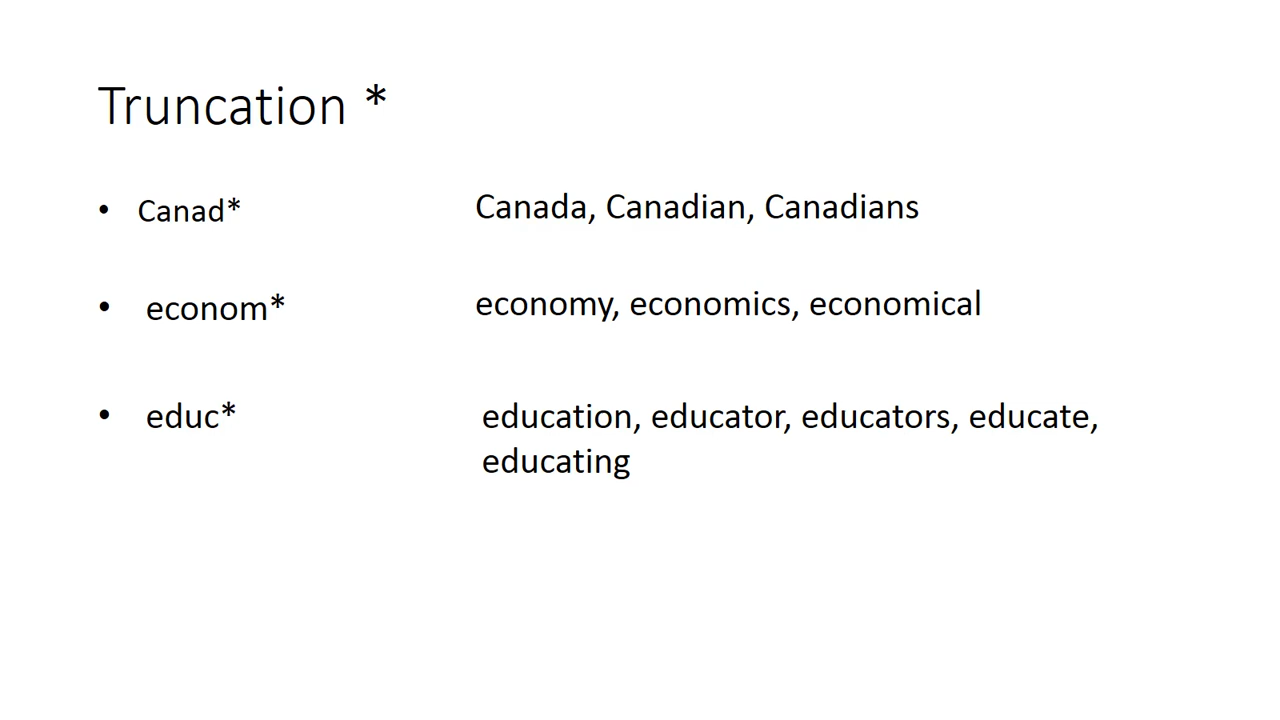 Truncation *
• Canad* Canada, Canadian, Canadians
• econom* economy, economics, economical
• educ* education, educator, educators, educate,
educating